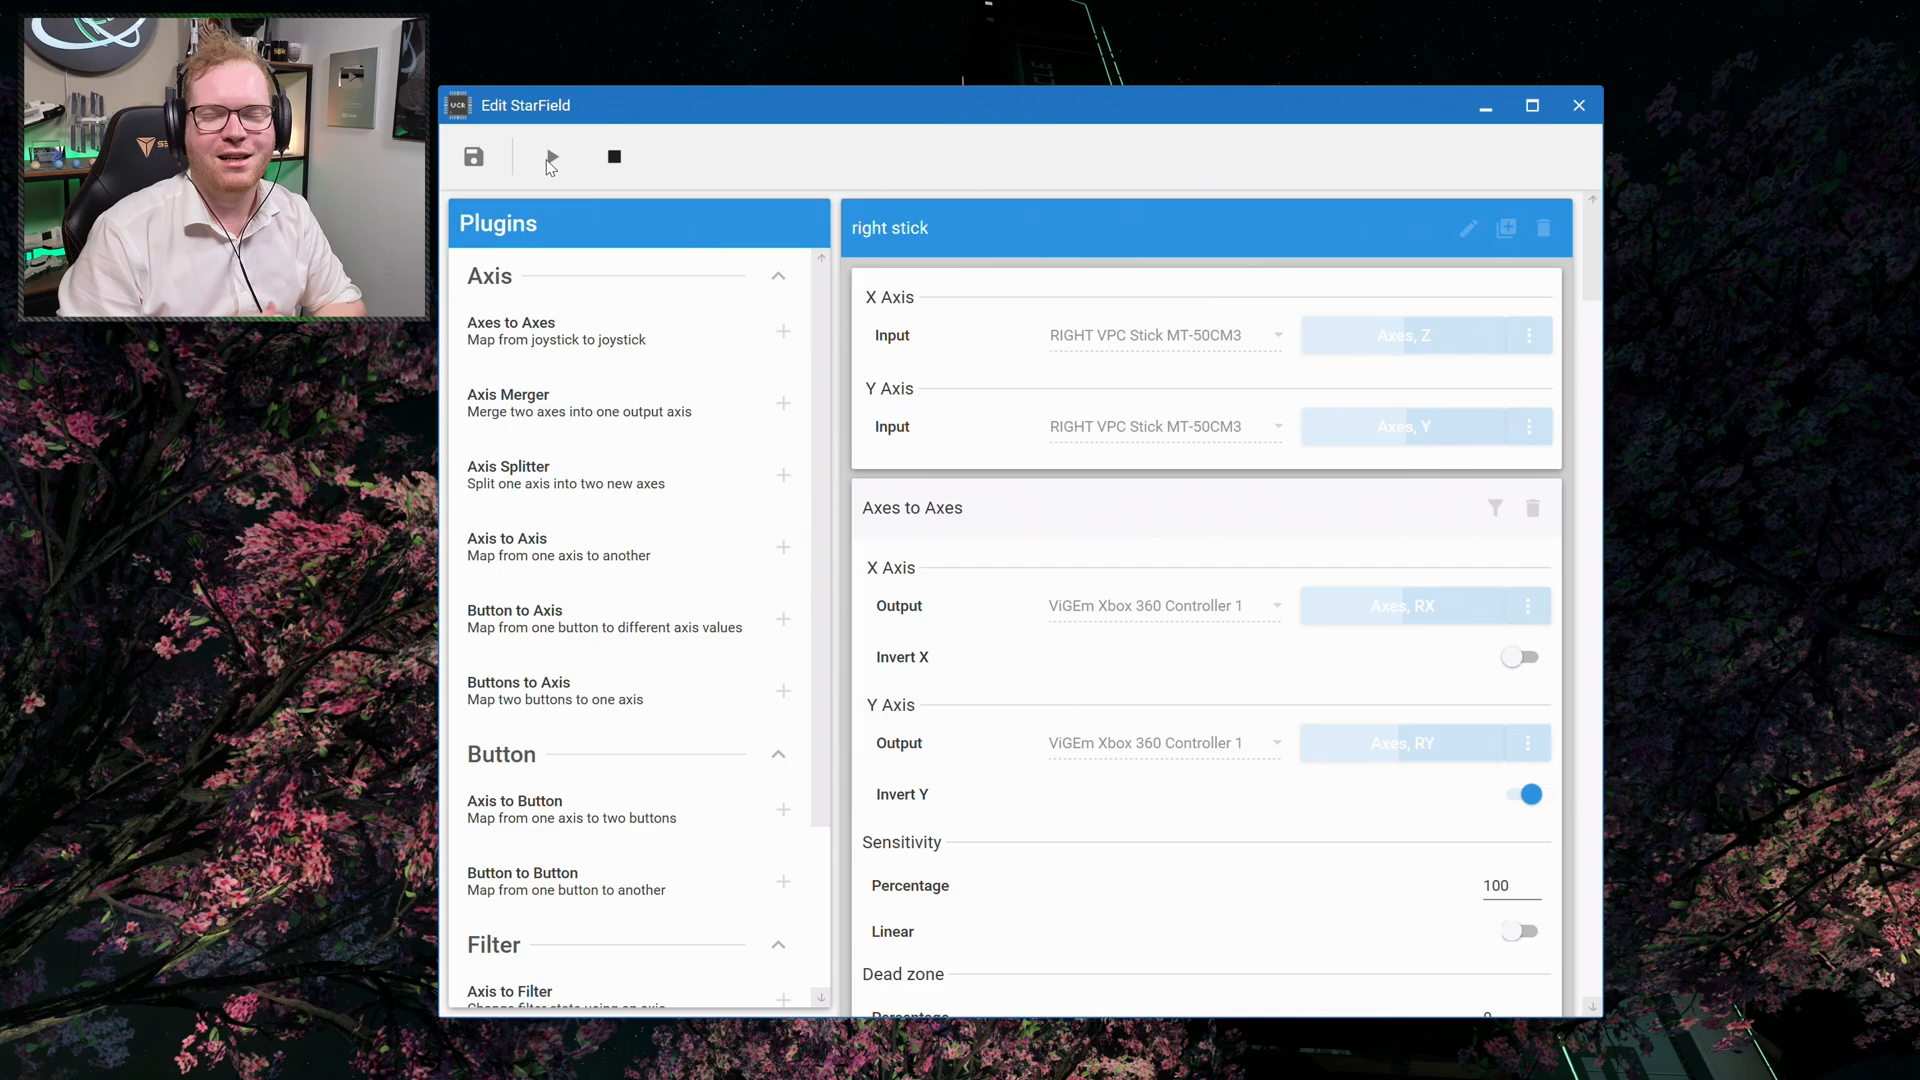 UCR Edit StarField
Plugins
Axis
Axes to Axes
Map from joystick to joystick
Axis Merger
Merge two axes into one output axis
Axis Splitter
Split one axis into two new axes
Axis to Axis
Map from one axis to another
Button to Axis
Map from one button to different axis values
Buttons to Axis
Map two buttons to one axis
Button
Axis to Button
Map from one axis to two buttons
Button to Button
Map from one button to another
Filter
Axis to Filter
right stick
X Axis
Input RIGHT VPC Stick MT-50CM3 Axes, Z
Y Axis
Input RIGHT VPC Stick MT-50CM3 Axes, Y
Axes to Axes
X Axis
Output ViGEm Xbox 360 Controller 1 Axes, RX
Invert X
Y Axis
Output ViGEm Xbox 360 Controller 1 Axes, RY
Invert Y
Sensitivity
Percentage 100
Linear
Dead zone
Percentage